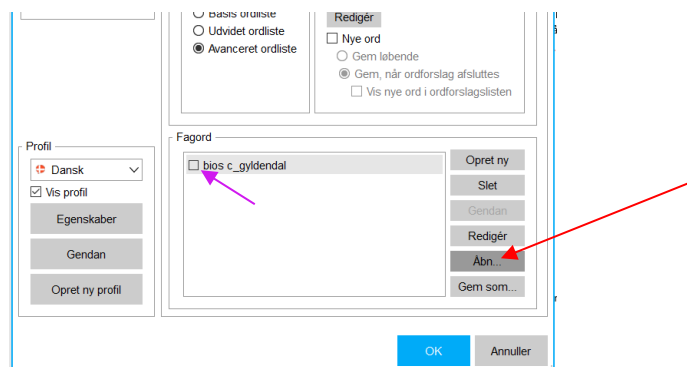 Basis ordliste
Udvidet ordliste
Avanceret ordliste
Redigér
Nye ord
Gem løbende
Gem, når ordforslag afsluttes
Vis nye ord i ordforslagslisten
Profil
Dansk
Vis profil
Egenskaber
Gendan
Opret ny profil
Fagord
bios c_gyldendal
Opret ny
Slet
Gendan
Redigér
Åbn...
Gem som...
OK
Annuller